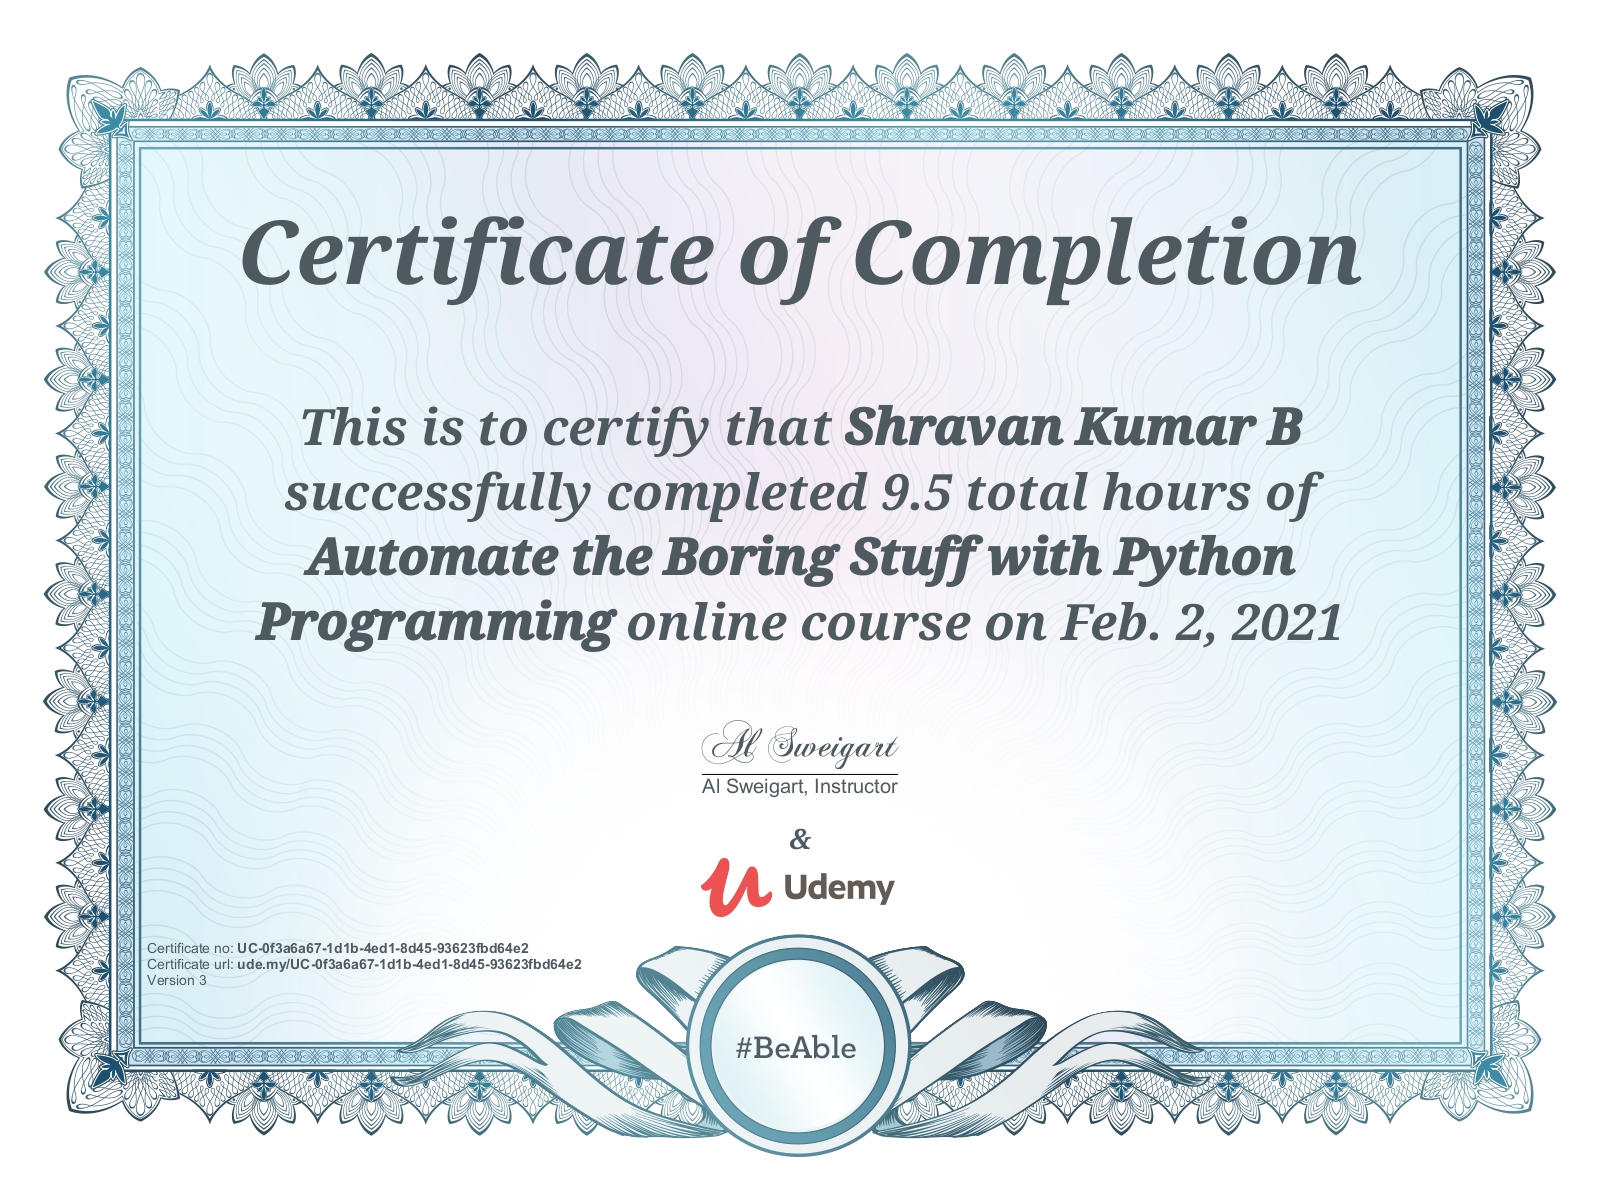 Certificate of Completion
This is to certify that Shravan Kumar B
successfully completed 9.5 total hours of
Automate the Boring Stuff with Python
Programming online course on Feb. 2, 2021
Al Sweigart
Al Sweigart, Instructor
&
Udemy
Certificate no: UC-0f3a6a67-1d1b-4ed1-8d45-93623fbd64e2
Certificate url: ude.my/UC-0f3a6a67-1d1b-4ed1-8d45-93623fbd64e2
Version 3
#BeAble